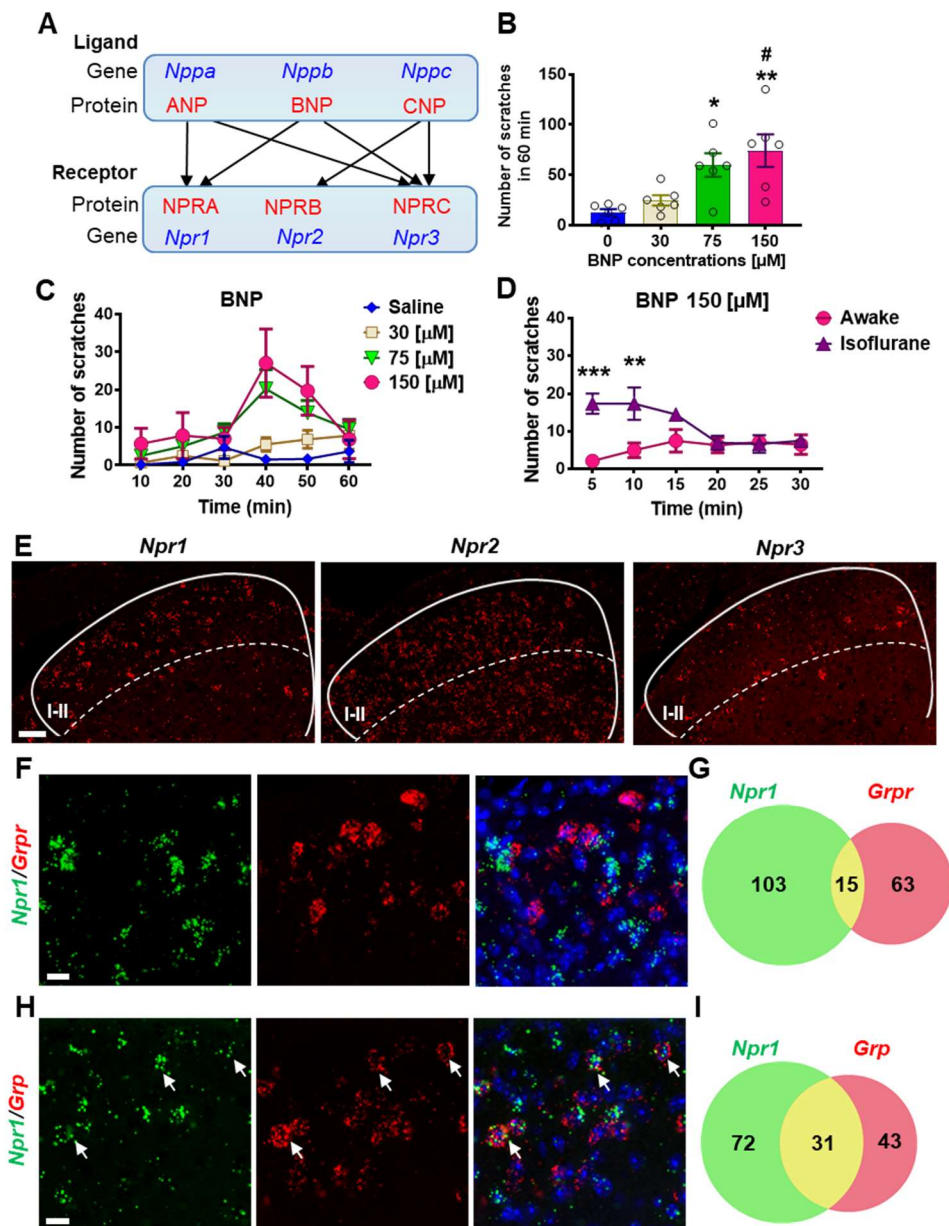 A
Ligand
Gene Nppa Nppb Nppc
Protein ANP BNP CNP
Receptor
Protein NPRA NPRB NPRC
Gene Npr1 Npr2 Npr3
B
Number of scratches
in 60 min
150
100
50
0
*
#
**
0 30 75 150
BNP concentrations [µM]
C
BNP
Number of scratches
40
30
20
10
0
10 20 30 40 50 60
Time (min)
Saline
30 [µM]
75 [µM]
150 [µM]
D
BNP 150 [µM]
Number of scratches
40
30
20
10
0
*** **
5 10 15 20 25 30
Time (min)
Awake
Isoflurane
E
Npr1 Npr2 Npr3
I-II I-II I-II
F
Npr1/Grpr
G
Npr1 Grpr
103 15 63
H
Npr1/Grp
I
Npr1 Grp
72 31 43